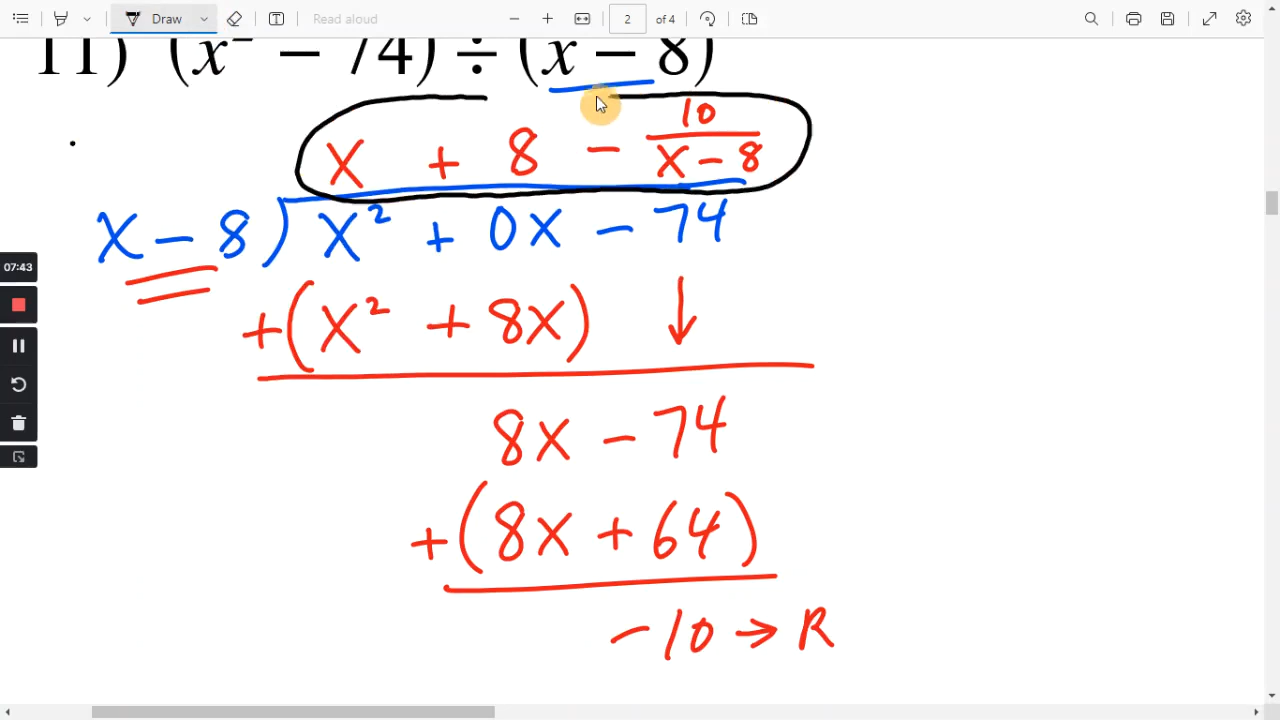 Draw
Read aloud
2 of 4
11) (x² − 74) ÷ (x − 8)
.
10
X + 8 − ───
X − 8
X − 8) X² + 0X − 74
+(X² + 8X) ↓
8X − 74
+(8X + 64)
−10 → R
07:43